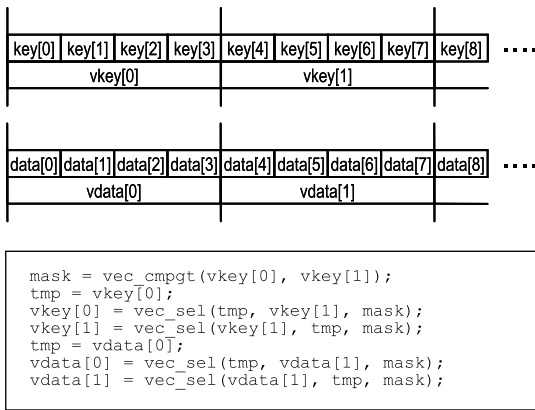 key[0] key[1] key[2] key[3] key[4] key[5] key[6] key[7] key[8] ....
vkey[0] vkey[1]
data[0] data[1] data[2] data[3] data[4] data[5] data[6] data[7] data[8] ....
vdata[0] vdata[1]
mask = vec_cmpgt(vkey[0], vkey[1]);
tmp = vkey[0];
vkey[0] = vec_sel(tmp, vkey[1], mask);
vkey[1] = vec_sel(vkey[1], tmp, mask);
tmp = vdata[0];
vdata[0] = vec_sel(tmp, vdata[1], mask);
vdata[1] = vec_sel(vdata[1], tmp, mask);